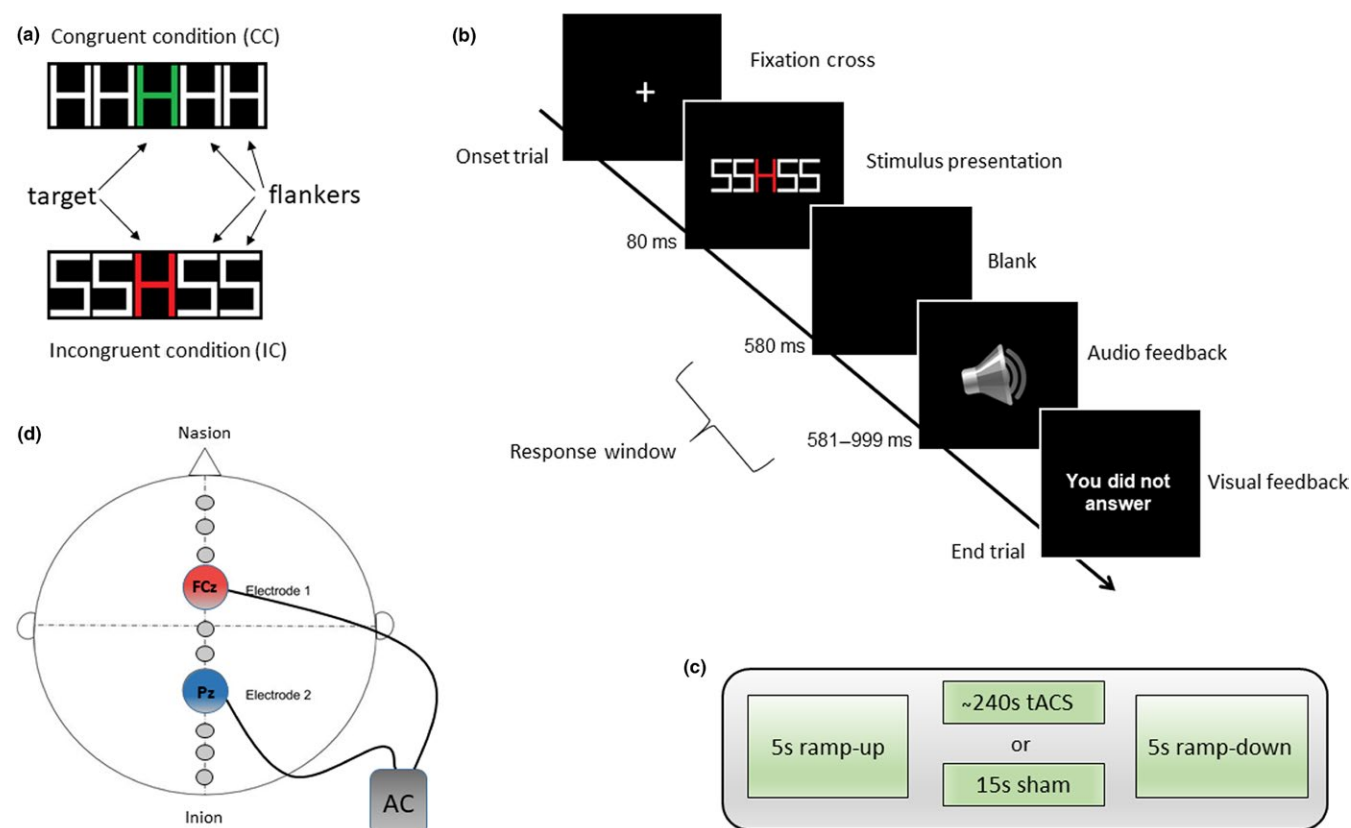 (a)
Congruent condition (CC)
HHHHH
target
flankers
SSHSS
Incongruent condition (IC)
(b)
Fixation cross
+
Onset trial
Stimulus presentation
SSHSS
80 ms
Blank
580 ms
Audio feedback
Response window
581–999 ms
You did not
answer
Visual feedback
End trial
(d)
Nasion
FCz
Electrode 1
Pz
Electrode 2
AC
Inion
(c)
5s ramp-up
~240s tACS
or
15s sham
5s ramp-down